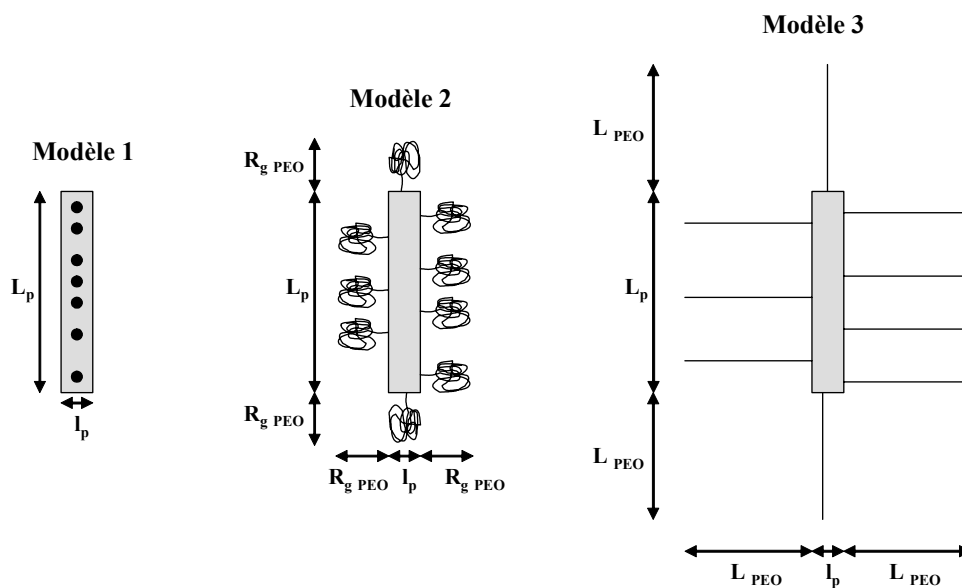 Modèle 1
L p
l p
Modèle 2
R g PEO
L p
R g PEO
R g PEO l p R g PEO
Modèle 3
L PEO
L p
L PEO
L PEO l p L PEO